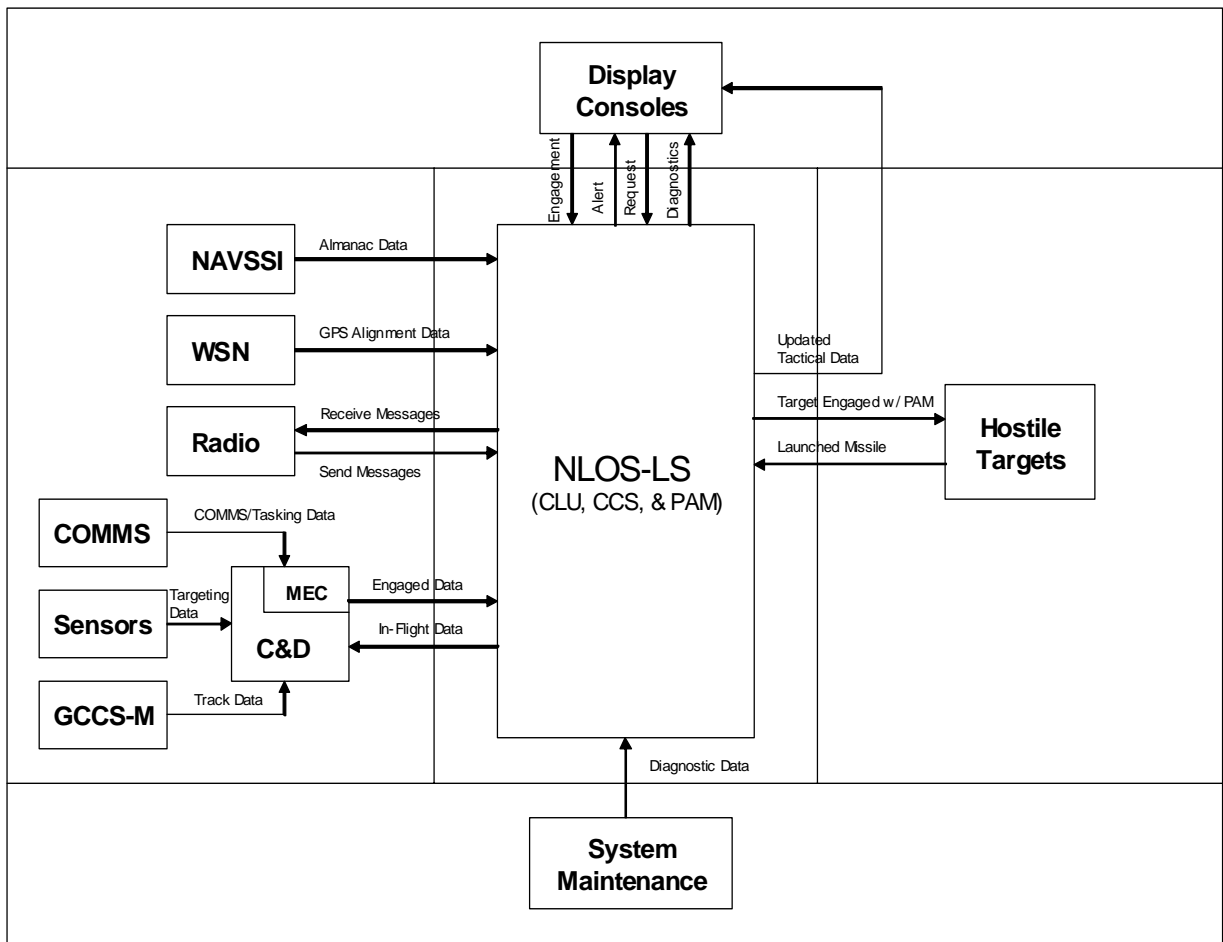 Display
Consoles
Engagement
Alert
Request
Diagnostics
NAVSSI
Almanac Data
WSN
GPS Alignment Data
Updated
Tactical Data
Radio
Receive Messages
Send Messages
Target Engaged w/ PAM
Launched Missile
Hostile
Targets
NLOS-LS
(CLU, CCS, & PAM)
COMMS
COMMS/Tasking Data
MEC
Engaged Data
Sensors
Targeting
Data
C&D
In-Flight Data
GCCS-M
Track Data
Diagnostic Data
System
Maintenance